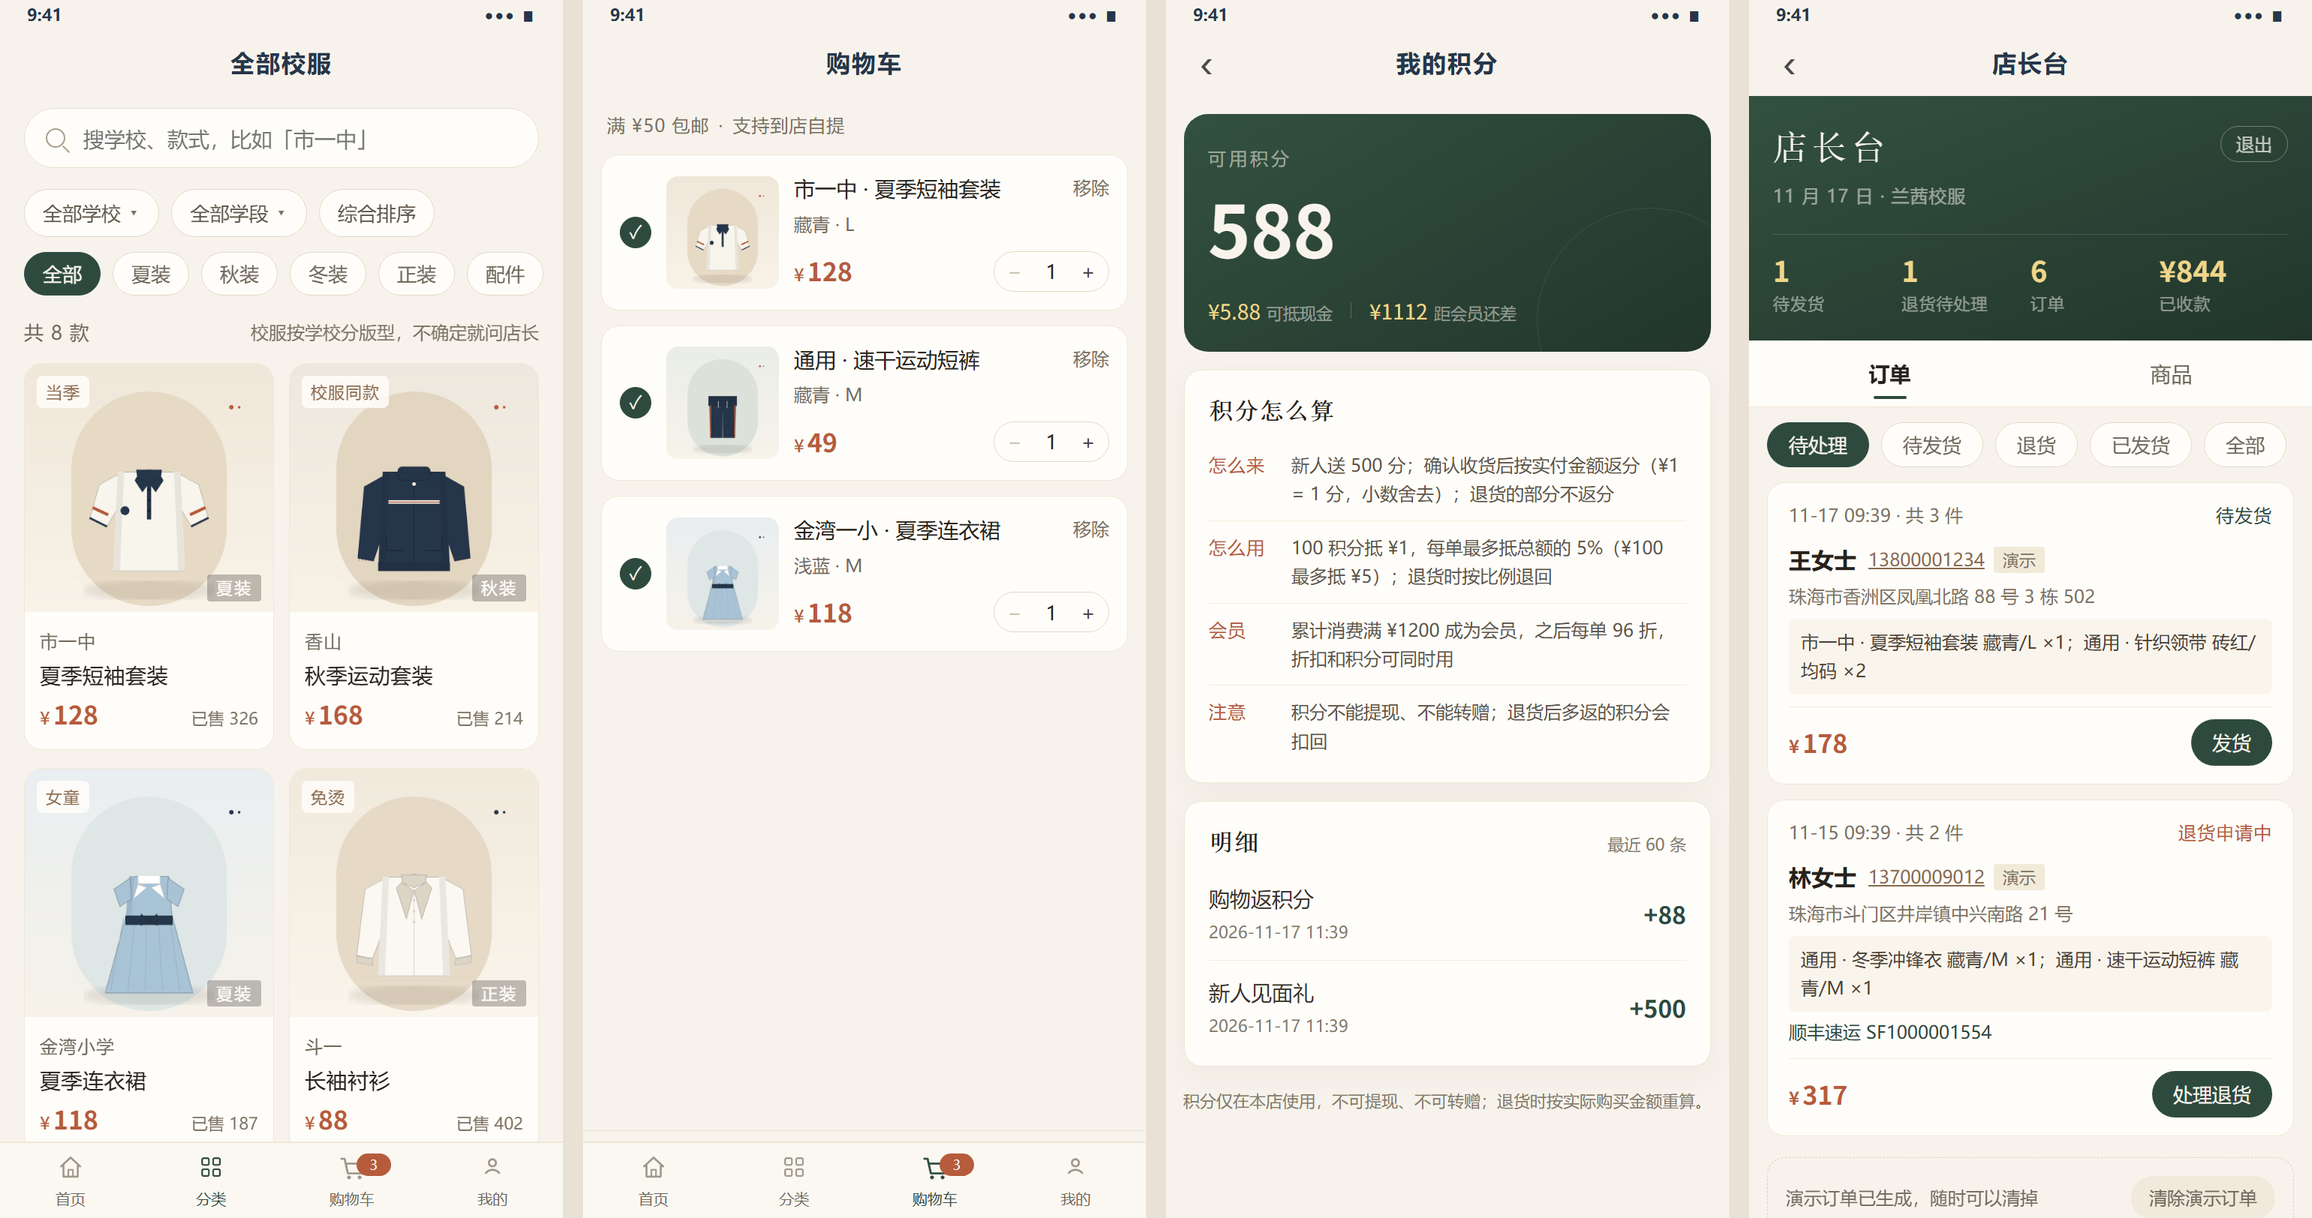 9:41
全部校服
搜学校、款式，比如「市一中」
全部学校 全部学段 综合排序
全部 夏装 秋装 冬装 正装 配件
共 8 款 校服按学校分版型，不确定就问店长
当季
夏装
市一中
夏季短袖套装
¥128 已售 326
校服同款
秋装
香山
秋季运动套装
¥168 已售 214
女童
夏装
金湾小学
夏季连衣裙
¥118 已售 187
免烫
正装
斗一
长袖衬衫
¥88 已售 402
3
首页 分类 购物车 我的
9:41
购物车
满 ¥50 包邮 · 支持到店自提
市一中 · 夏季短袖套装 移除
藏青 · L
¥128 − 1 +
通用 · 速干运动短裤 移除
藏青 · M
¥49 − 1 +
金湾一小 · 夏季连衣裙 移除
浅蓝 · M
¥118 − 1 +
3
首页 分类 购物车 我的
9:41
‹ 我的积分
可用积分
588
¥5.88 可抵现金 ¥1112 距会员还差
积分怎么算
怎么来 新人送 500 分；确认收货后按实付金额返分（¥1
= 1 分，小数舍去）；退货的部分不返分
怎么用 100 积分抵 ¥1，每单最多抵总额的 5%（¥100
最多抵 ¥5）；退货时按比例退回
会员 累计消费满 ¥1200 成为会员，之后每单 96 折，
折扣和积分可同时用
注意 积分不能提现、不能转赠；退货后多返的积分会
扣回
明细 最近 60 条
购物返积分
2026-11-17 11:39
+88
新人见面礼
2026-11-17 11:39
+500
积分仅在本店使用，不可提现、不可转赠；退货时按实际购买金额重算。
9:41
‹ 店长台
店长台 退出
11 月 17 日 · 兰茜校服
1 1 6 ¥844
待发货 退货待处理 订单 已收款
订单 商品
待处理 待发货 退货 已发货 全部
11-17 09:39 · 共 3 件 待发货
王女士 13800001234 演示
珠海市香洲区凤凰北路 88 号 3 栋 502
市一中 · 夏季短袖套装 藏青/L ×1；通用 · 针织领带 砖红/
均码 ×2
¥178 发货
11-15 09:39 · 共 2 件 退货申请中
林女士 13700009012 演示
珠海市斗门区井岸镇中兴南路 21 号
通用 · 冬季冲锋衣 藏青/M ×1；通用 · 速干运动短裤 藏
青/M ×1
顺丰速运 SF1000001554
¥317 处理退货
演示订单已生成，随时可以清掉 清除演示订单